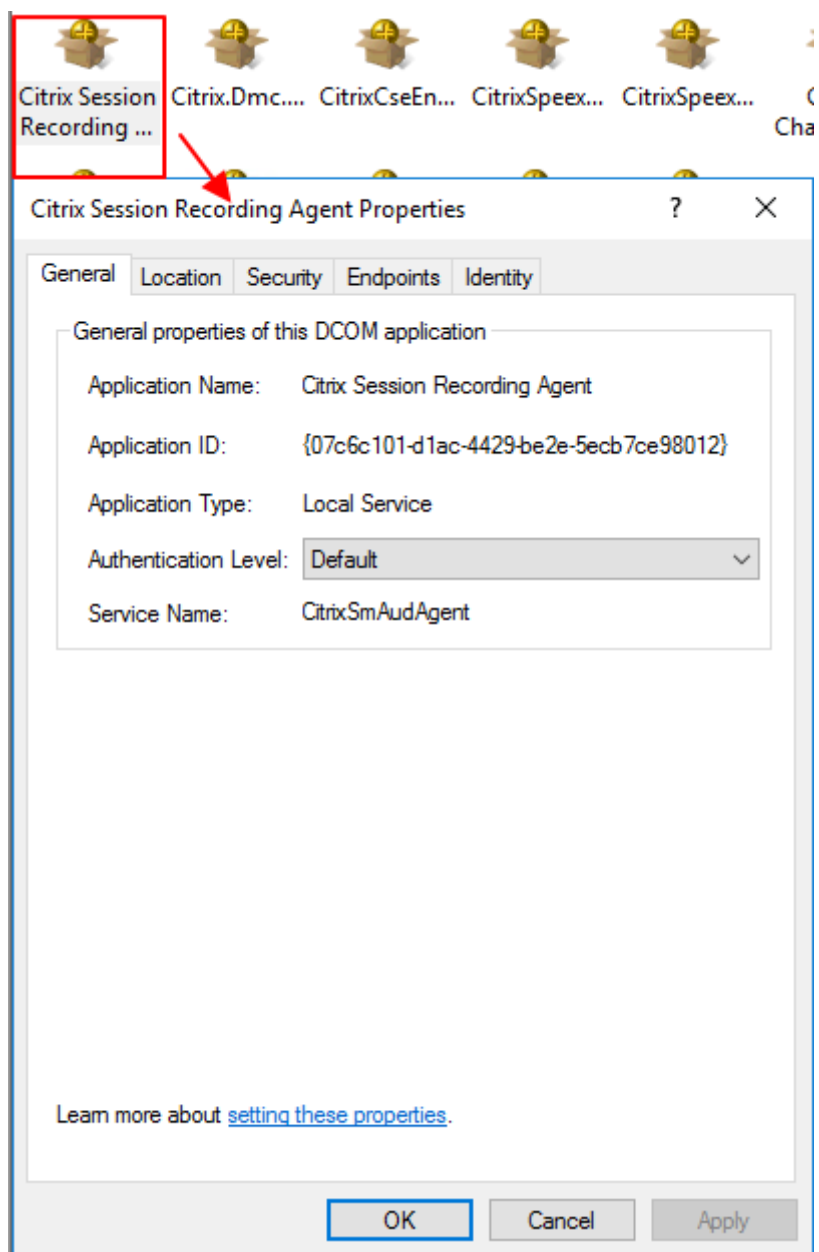 Citrix Session Citrix.Dmc.... CitrixCseEn... CitrixSpeex... CitrixSpeex...
Recording ... Cha
Citrix Session Recording Agent Properties ?
General Location Security Endpoints Identity
General properties of this DCOM application
Application Name: Citrix Session Recording Agent
Application ID: {07c6c101-d1ac-4429-be2e-5ecb7ce98012}
Application Type: Local Service
Authentication Level: Default
Service Name: CitrixSmAudAgent
Learn more about setting these properties.
OK Cancel Apply